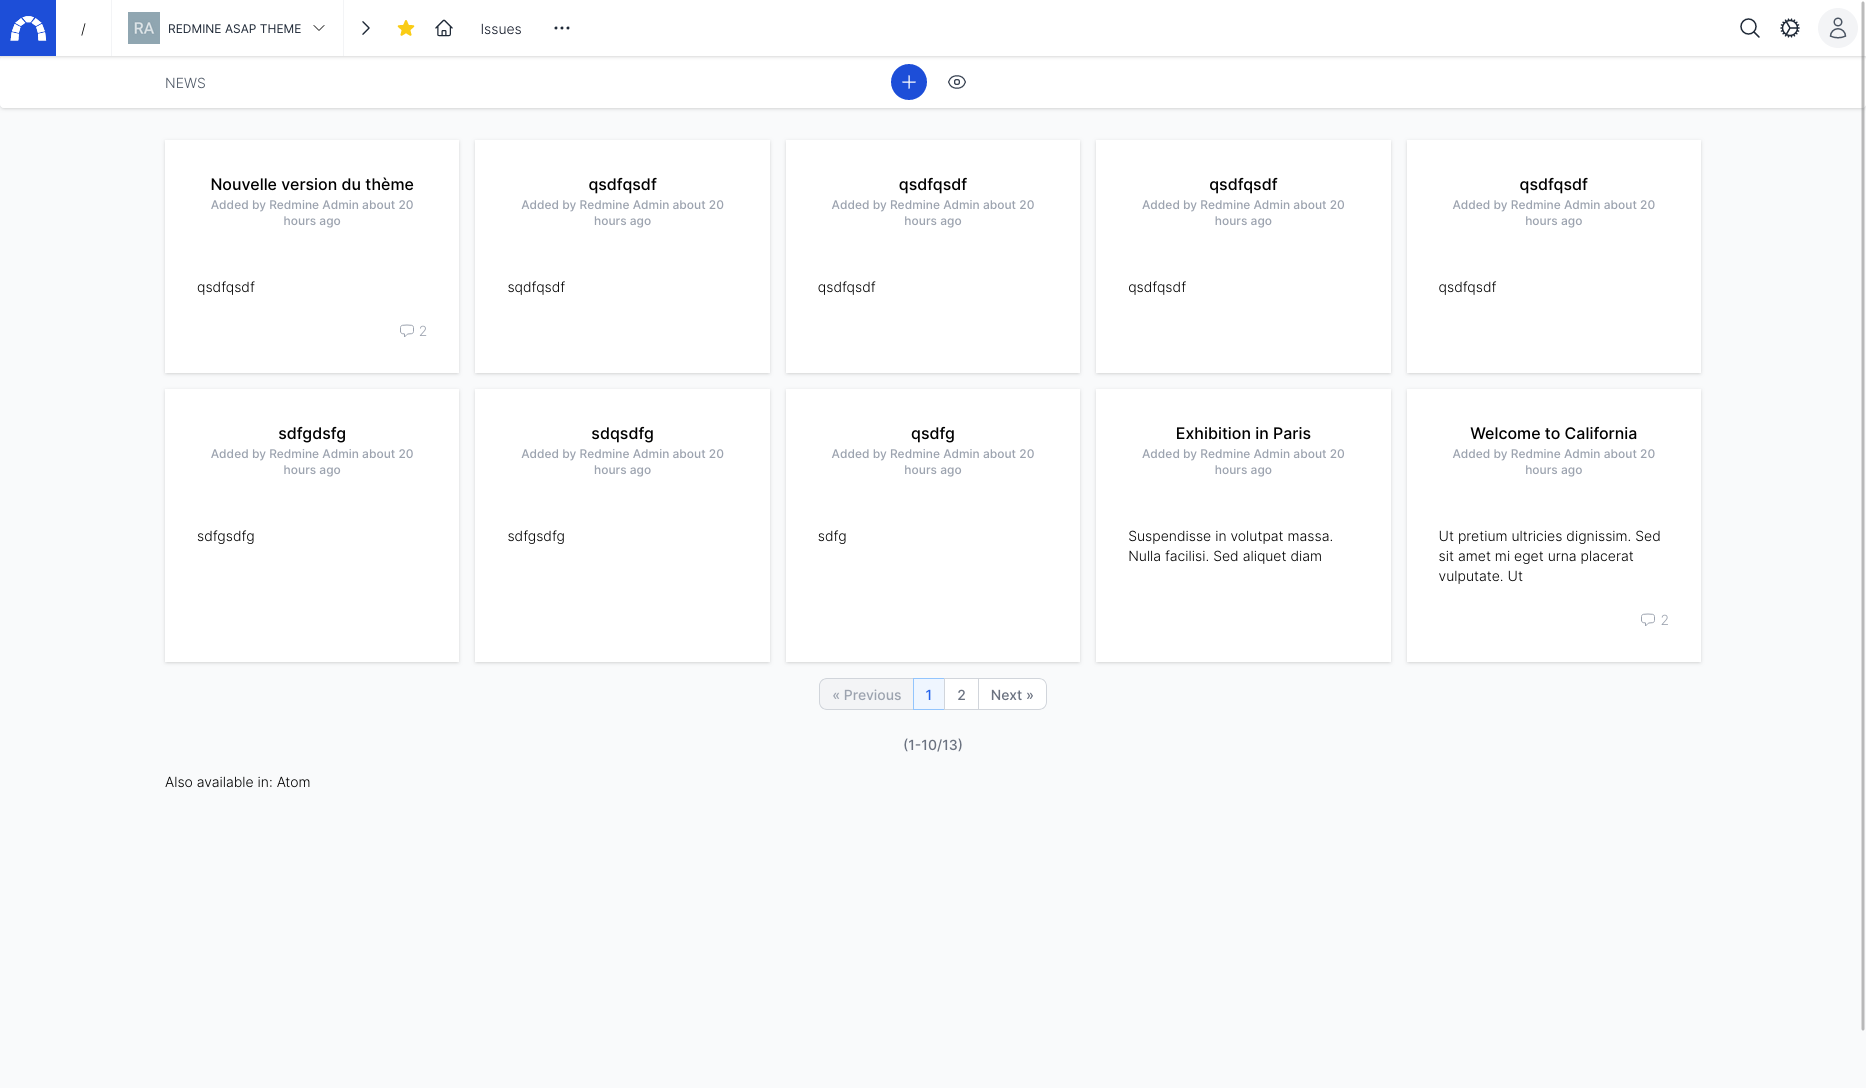 /
RA REDMINE ASAP THEME
Issues
NEWS
Nouvelle version du thème
Added by Redmine Admin about 20
hours ago
qsdfqsdf
2
qsdfqsdf
Added by Redmine Admin about 20
hours ago
sqdfqsdf
qsdfqsdf
Added by Redmine Admin about 20
hours ago
qsdfqsdf
qsdfqsdf
Added by Redmine Admin about 20
hours ago
qsdfqsdf
qsdfqsdf
Added by Redmine Admin about 20
hours ago
qsdfqsdf
sdfgdsfg
Added by Redmine Admin about 20
hours ago
sdfgsdfg
sdqsdfg
Added by Redmine Admin about 20
hours ago
sdfgsdfg
qsdfg
Added by Redmine Admin about 20
hours ago
sdfg
Exhibition in Paris
Added by Redmine Admin about 20
hours ago
Suspendisse in volutpat massa.
Nulla facilisi. Sed aliquet diam
Welcome to California
Added by Redmine Admin about 20
hours ago
Ut pretium ultricies dignissim. Sed
sit amet mi eget urna placerat
vulputate. Ut
2
« Previous 1 2 Next »
(1-10/13)
Also available in: Atom